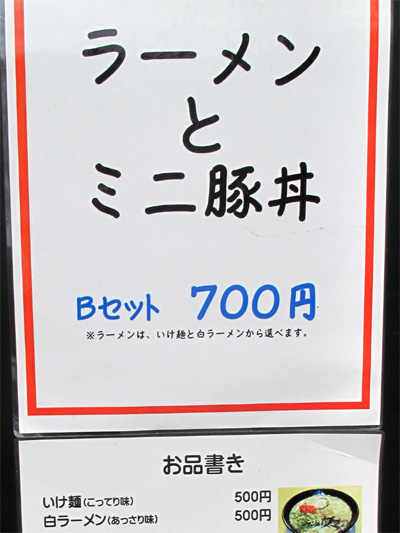 ラーメン
と
ミニ豚丼
Bセット 700円
※ラーメンは、いけ麺と白ラーメンから選べます。
お品書き
いけ麺(こってり味) 500円
白ラーメン(あっさり味) 500円